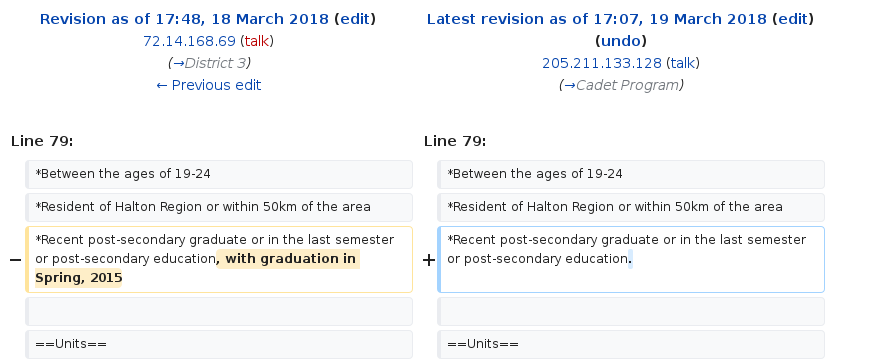 Revision as of 17:48, 18 March 2018 (edit)
72.14.168.69 (talk)
(→District 3)
← Previous edit
Latest revision as of 17:07, 19 March 2018 (edit)
(undo)
205.211.133.128 (talk)
(→Cadet Program)
Line 79:
Line 79:
*Between the ages of 19-24
*Between the ages of 19-24
*Resident of Halton Region or within 50km of the area
*Resident of Halton Region or within 50km of the area
− *Recent post-secondary graduate or in the last semester
or post-secondary education, with graduation in
Spring, 2015
+ *Recent post-secondary graduate or in the last semester
or post-secondary education.
==Units==
==Units==